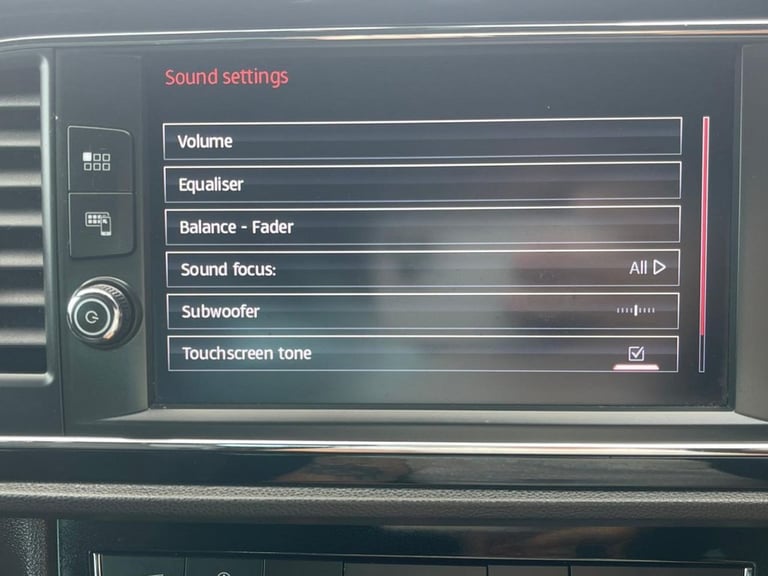 Sound settings
Volume
Equaliser
Balance - Fader
Sound focus: All
Subwoofer
Touchscreen tone